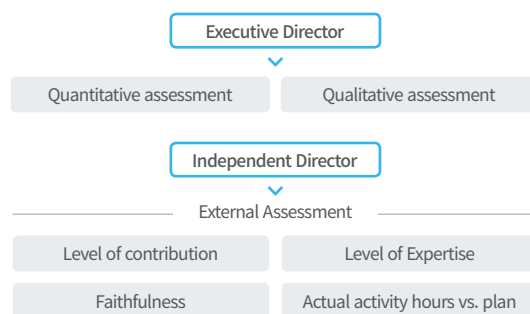 Executive Director
Quantitative assessment
Qualitative assessment
Independent Director
External Assessment
Level of contribution
Level of Expertise
Faithfulness
Actual activity hours vs. plan